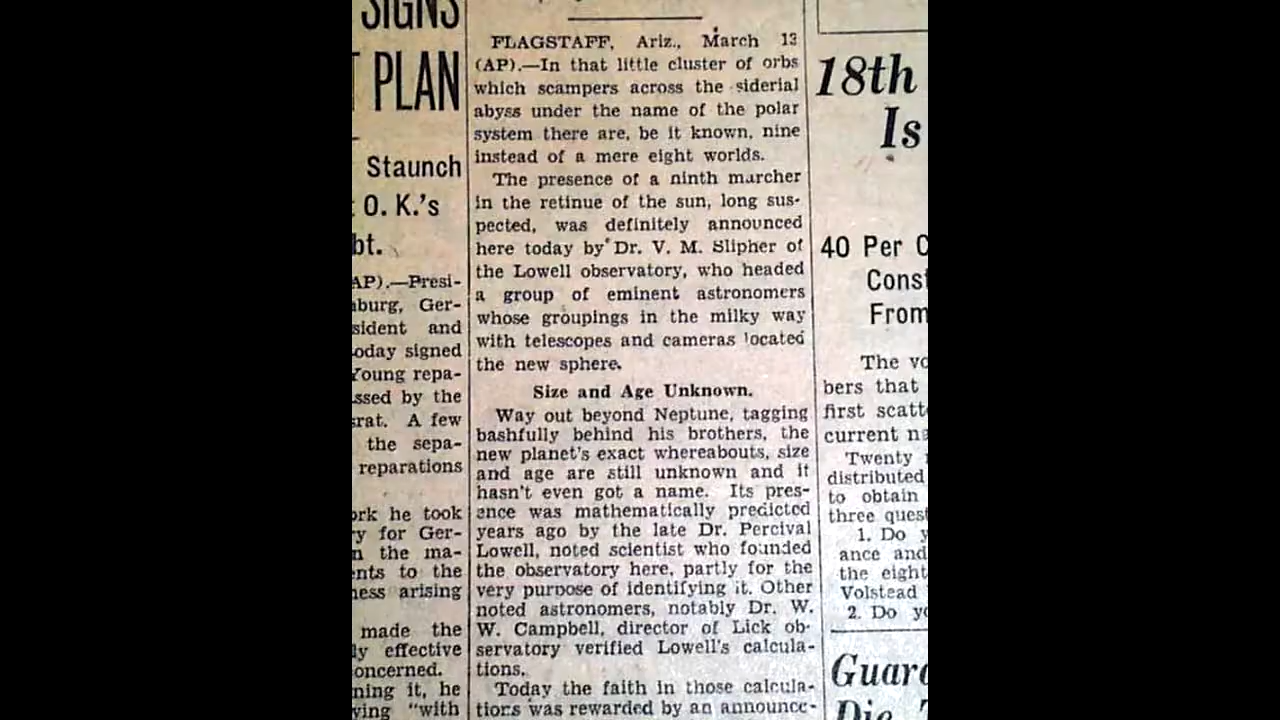 SIGNS
PLAN
Staunch
O. K.'s
bt.
AP).—Presi-
aburg, Ger-
sident and
oday signed
Young repa-
ssed by the
srat. A few
the sepa-
reparations
ork he took
ry for Ger-
n the ma-
ents to the
ness arising
made the
ly effective
oncerned.
ning it, he
ying "with
FLAGSTAFF, Ariz., March 13
(AP).—In that little cluster of orbs
which scampers across the siderial
abyss under the name of the polar
system there are, be it known, nine
instead of a mere eight worlds.
The presence of a ninth marcher
in the retinue of the sun, long sus-
pected, was definitely announced
here today by Dr. V. M. Slipher of
the Lowell observatory, who headed
a group of eminent astronomers
whose groupings in the milky way
with telescopes and cameras located
the new sphere.
Size and Age Unknown.
Way out beyond Neptune, tagging
bashfully behind his brothers, the
new planet's exact whereabouts, size
and age are still unknown and it
hasn't even got a name. Its pres-
ence was mathematically predicted
years ago by the late Dr. Percival
Lowell, noted scientist who founded
the observatory here, partly for the
very purpose of identifying it. Other
noted astronomers, notably Dr. W.
W. Campbell, director of Lick ob-
servatory verified Lowell's calcula-
tions.
Today the faith in those calcula-
tions was rewarded by an announce-
18th
Is
40 Per C
Const
From
The vo
bers that
first scatt
current na
Twenty
distributed
to obtain
three quest
1. Do y
ance and
the eight
Volstead
2. Do yo
Guard
Die T